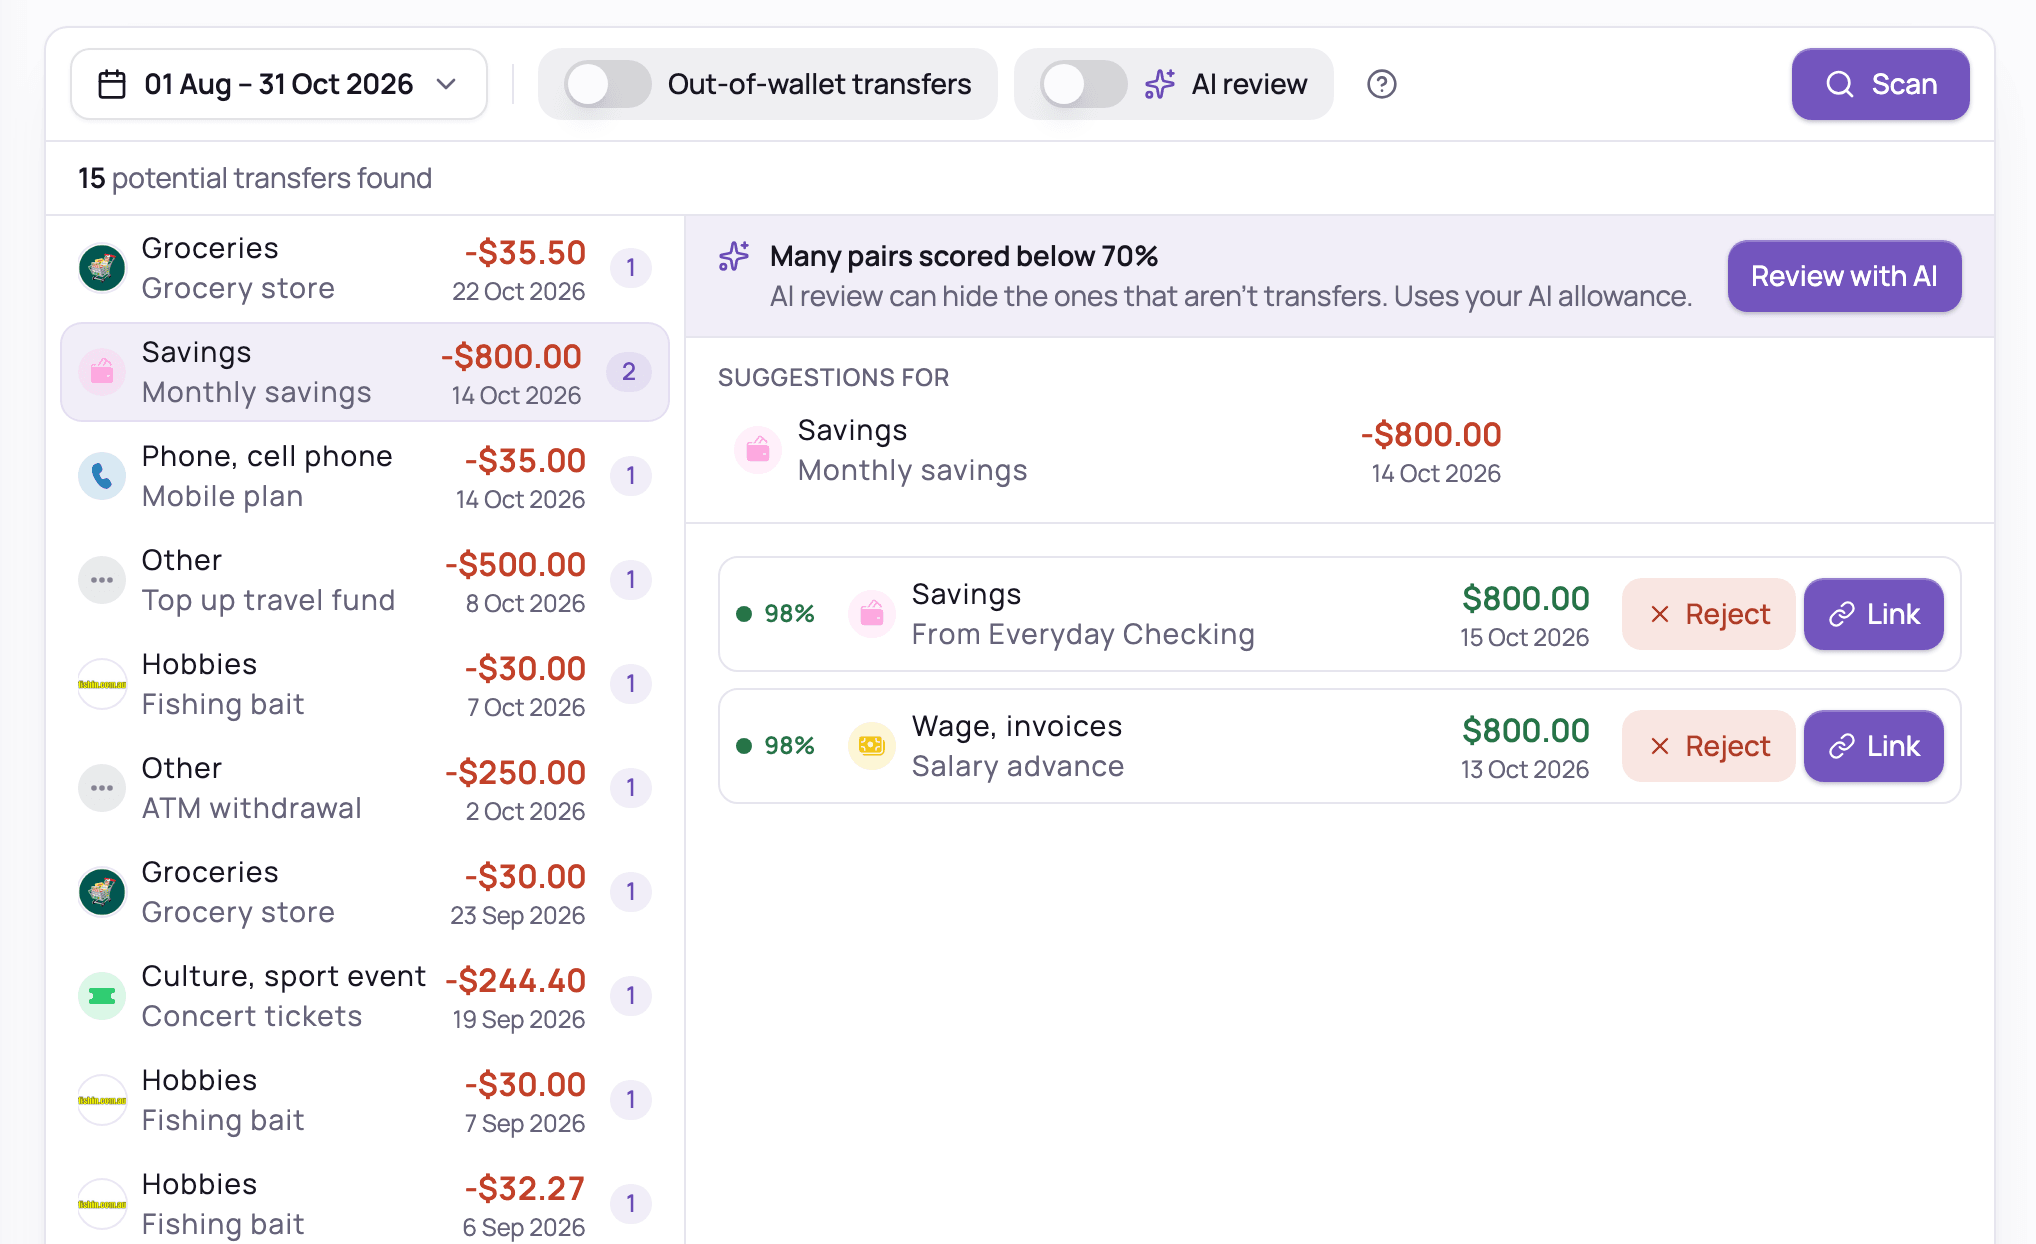 01 Aug – 31 Oct 2026
Out-of-wallet transfers
AI review
Scan
15 potential transfers found
Groceries
-$35.50
1
Grocery store
22 Oct 2026
Savings
-$800.00
2
Monthly savings
14 Oct 2026
Phone, cell phone
-$35.00
1
Mobile plan
14 Oct 2026
Other
-$500.00
1
Top up travel fund
8 Oct 2026
Hobbies
-$30.00
1
Fishing bait
7 Oct 2026
Other
-$250.00
1
ATM withdrawal
2 Oct 2026
Groceries
-$30.00
1
Grocery store
23 Sep 2026
Culture, sport event
-$244.40
1
Concert tickets
19 Sep 2026
Hobbies
-$30.00
1
Fishing bait
7 Sep 2026
Hobbies
-$32.27
1
Fishing bait
6 Sep 2026
Many pairs scored below 70%
AI review can hide the ones that aren't transfers. Uses your AI allowance.
Review with AI
SUGGESTIONS FOR
Savings
-$800.00
Monthly savings
14 Oct 2026
98%
Savings
From Everyday Checking
$800.00
15 Oct 2026
Reject
Link
98%
Wage, invoices
Salary advance
$800.00
13 Oct 2026
Reject
Link